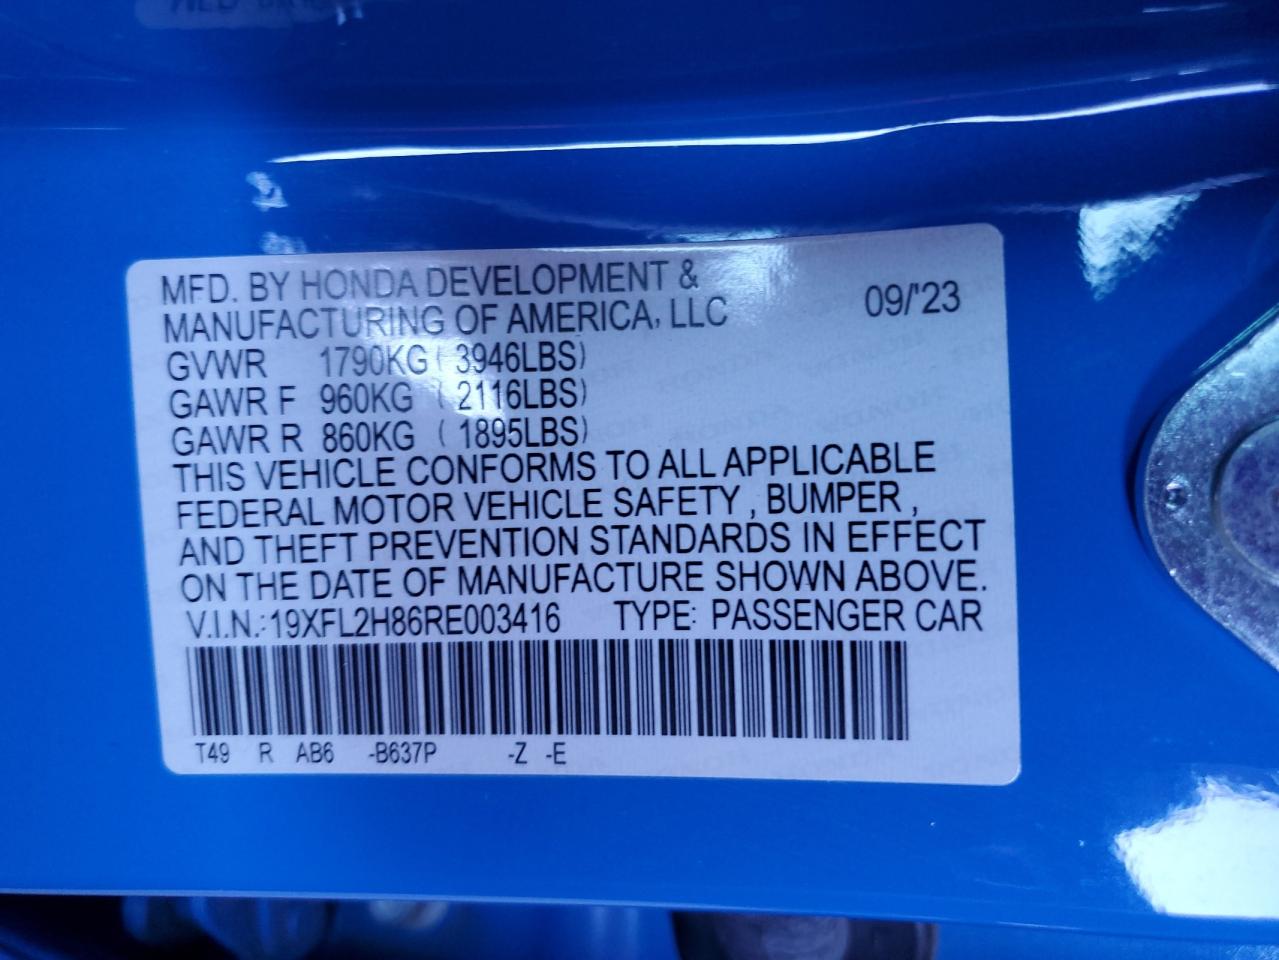 MFD. BY HONDA DEVELOPMENT &
MANUFACTURING OF AMERICA, LLC 09/'23
GVWR 1790KG ( 3946LBS)
GAWR F 960KG ( 2116LBS)
GAWR R 860KG ( 1895LBS)
THIS VEHICLE CONFORMS TO ALL APPLICABLE
FEDERAL MOTOR VEHICLE SAFETY , BUMPER ,
AND THEFT PREVENTION STANDARDS IN EFFECT
ON THE DATE OF MANUFACTURE SHOWN ABOVE.
V.I.N.: 19XFL2H86RE003416 TYPE: PASSENGER CAR
T49 R AB6 -B637P -Z -E